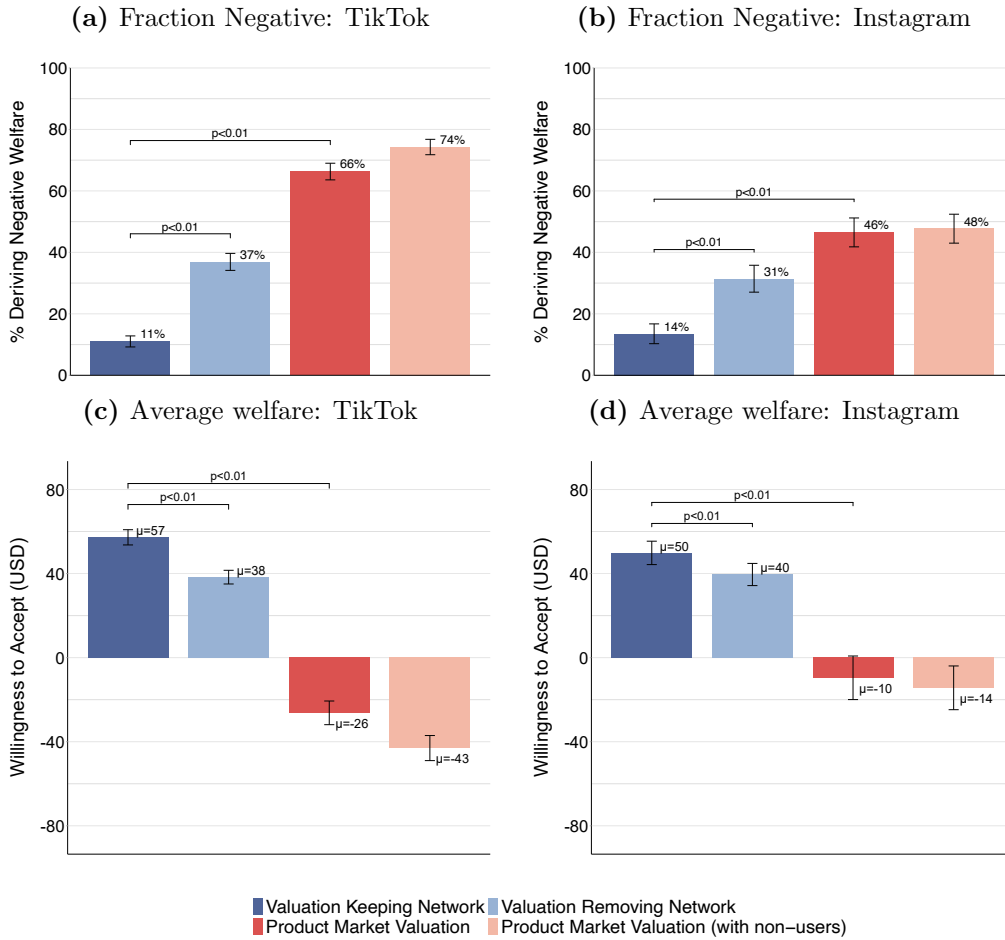 (a) Fraction Negative: TikTok
% Deriving Negative Welfare
100
80
60
40
20
0
p<0.01
p<0.01
11%
37%
66%
74%
(b) Fraction Negative: Instagram
% Deriving Negative Welfare
100
80
60
40
20
0
p<0.01
p<0.01
14%
31%
46%
48%
(c) Average welfare: TikTok
Willingness to Accept (USD)
80
40
0
-40
-80
p<0.01
p<0.01
μ=57
μ=38
μ=-26
μ=-43
(d) Average welfare: Instagram
Willingness to Accept (USD)
80
40
0
-40
-80
p<0.01
p<0.01
μ=50
μ=40
μ=-10
μ=-14
Valuation Keeping Network
Valuation Removing Network
Product Market Valuation
Product Market Valuation (with non−users)